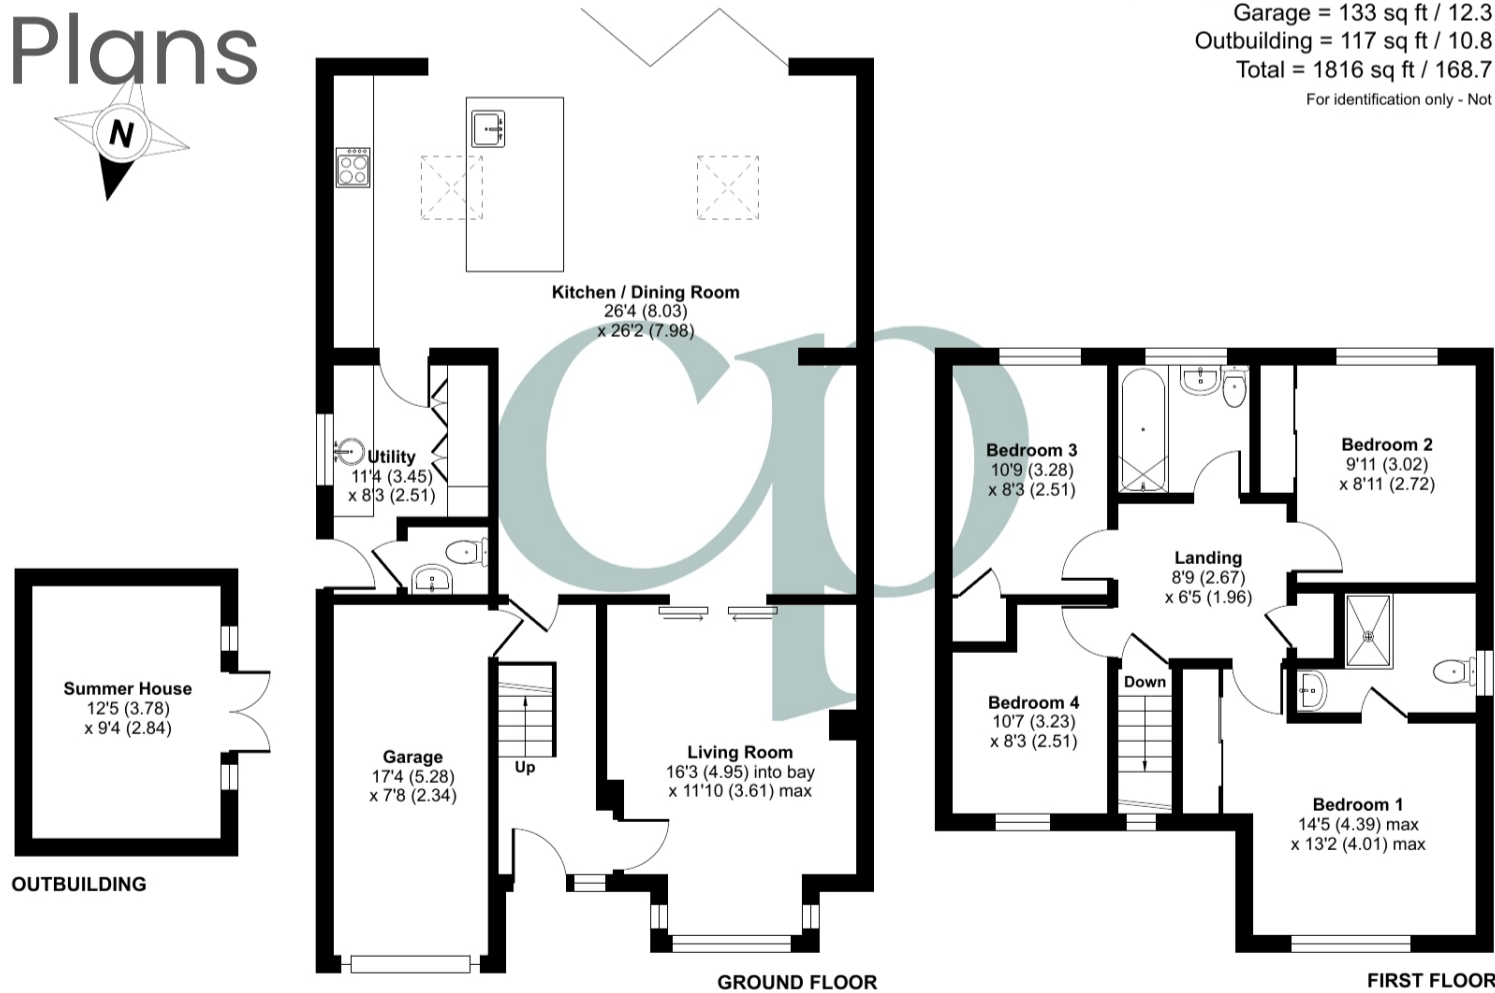 Plans
N
Garage = 133 sq ft / 12.3
Outbuilding = 117 sq ft / 10.8
Total = 1816 sq ft / 168.7
For identification only - Not
Kitchen / Dining Room
26'4 (8.03)
x 26'2 (7.98)
Utility
11'4 (3.45)
x 8'3 (2.51)
cp
Summer House
12'5 (3.78)
x 9'4 (2.84)
OUTBUILDING
Garage
17'4 (5.28)
x 7'8 (2.34)
Up
Living Room
16'3 (4.95) into bay
x 11'10 (3.61) max
GROUND FLOOR
Bedroom 3
10'9 (3.28)
x 8'3 (2.51)
Bedroom 2
9'11 (3.02)
x 8'11 (2.72)
Landing
8'9 (2.67)
x 6'5 (1.96)
Down
Bedroom 4
10'7 (3.23)
x 8'3 (2.51)
Bedroom 1
14'5 (4.39) max
x 13'2 (4.01) max
FIRST FLOOR